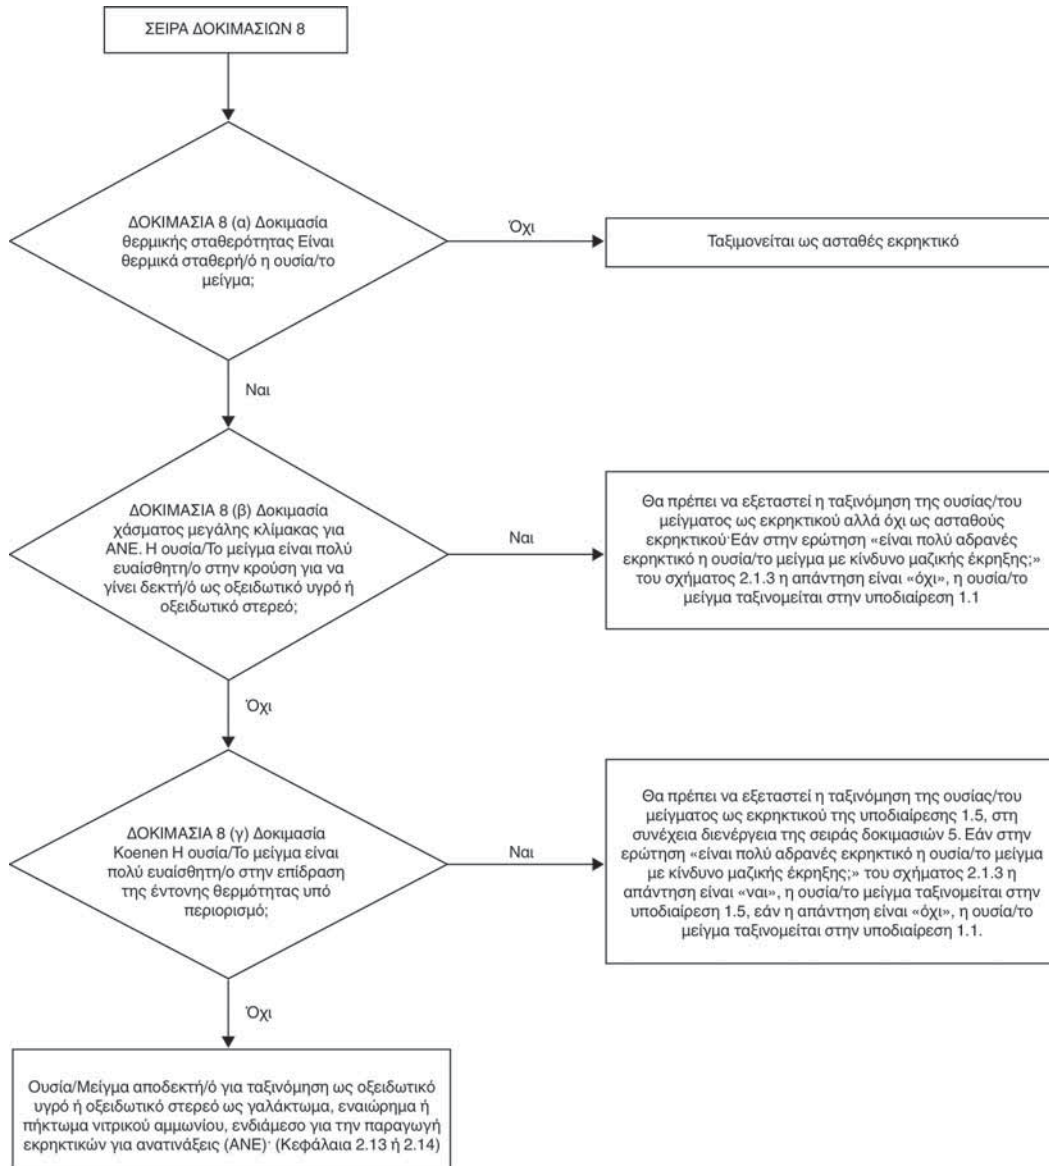 ΣΕΙΡΑ ΔΟΚΙΜΑΣΙΩΝ 8
ΔΟΚΙΜΑΣΙΑ 8 (α) Δοκιμασία
θερμικής σταθερότητας Είναι
θερμικά σταθερή/ό η ουσία/το
μείγμα;
Όχι
Ταξιμονείται ως ασταθές εκρηκτικό
Ναι
ΔΟΚΙΜΑΣΙΑ 8 (β) Δοκιμασία
χάσματος μεγάλης κλίμακας για
ΑΝΕ. Η ουσία/Το μείγμα είναι πολύ
ευαίσθητη/ο στην κρούση για να
γίνει δεκτή/ό ως οξειδωτικό υγρό ή
οξειδωτικό στερεό;
Ναι
Θα πρέπει να εξεταστεί η ταξινόμηση της ουσίας/του
μείγματος ως εκρηκτικού αλλά όχι ως ασταθούς
εκρηκτικού·Εάν στην ερώτηση «είναι πολύ αδρανές
εκρηκτικό η ουσία/το μείγμα με κίνδυνο μαζικής έκρηξης;»
του σχήματος 2.1.3 η απάντηση είναι «όχι», η ουσία/το
μείγμα ταξινομείται στην υποδιαίρεση 1.1
Όχι
ΔΟΚΙΜΑΣΙΑ 8 (γ) Δοκιμασία
Koenen Η ουσία/Το μείγμα είναι
πολύ ευαίσθητη/ο στην επίδραση
της έντονης θερμότητας υπό
περιορισμό;
Ναι
Θα πρέπει να εξεταστεί η ταξινόμηση της ουσίας/του
μείγματος ως εκρηκτικού της υποδιαίρεσης 1.5, στη
συνέχεια διενέργεια της σειράς δοκιμασιών 5. Εάν στην
ερώτηση «είναι πολύ αδρανές εκρηκτικό η ουσία/το μείγμα
με κίνδυνο μαζικής έκρηξης;» του σχήματος 2.1.3 η
απάντηση είναι «ναι», η ουσία/το μείγμα ταξινομείται στην
υποδιαίρεση 1.5, εάν η απάντηση είναι «όχι», η ουσία/το
μείγμα ταξινομείται στην υποδιαίρεση 1.1.
Όχι
Ουσία/Μείγμα αποδεκτή/ό για ταξινόμηση ως οξειδωτικό
υγρό ή οξειδωτικό στερεό ως γαλάκτωμα, εναιώρημα ή
πήκτωμα νιτρικού αμμωνίου, ενδιάμεσο για την παραγωγή
εκρηκτικών για ανατινάξεις (ΑΝΕ)· (Κεφάλαια 2.13 ή 2.14)